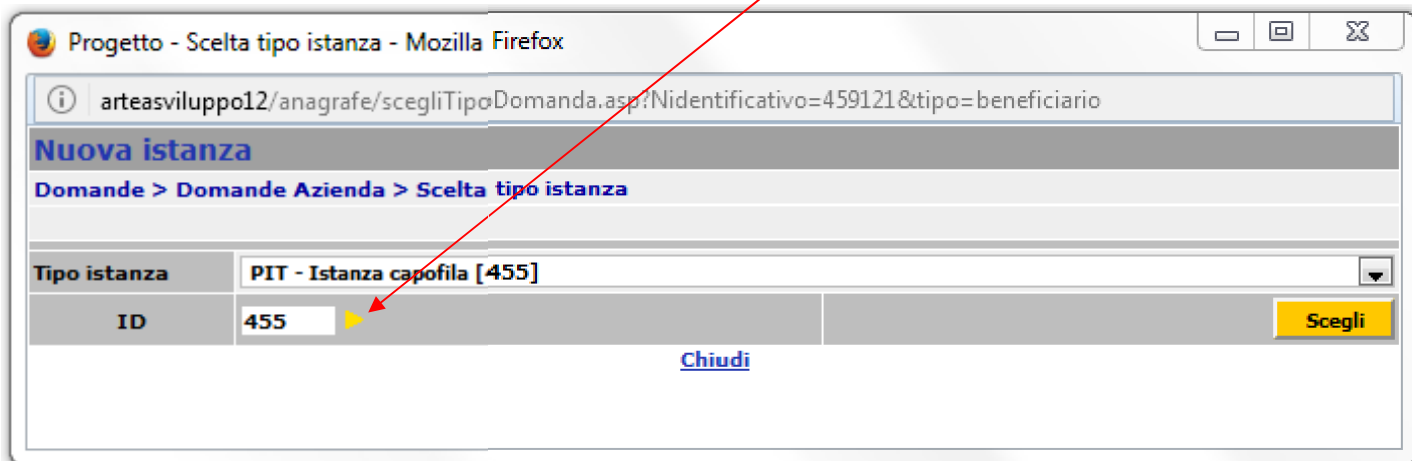 Progetto - Scelta tipo istanza - Mozilla Firefox
arteasviluppo12/anagrafe/scegliTipoDomanda.asp?Nidentificativo=459121&tipo=beneficiario
Nuova istanza
Domande > Domande Azienda > Scelta tipo istanza
Tipo istanza PIT - Istanza capofila [455]
ID 455 Scegli
Chiudi